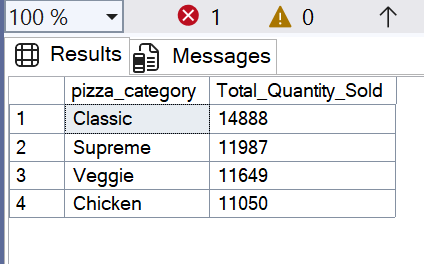 100 % 1 0
Results Messages
pizza_category Total_Quantity_Sold
1 Classic 14888
2 Supreme 11987
3 Veggie 11649
4 Chicken 11050